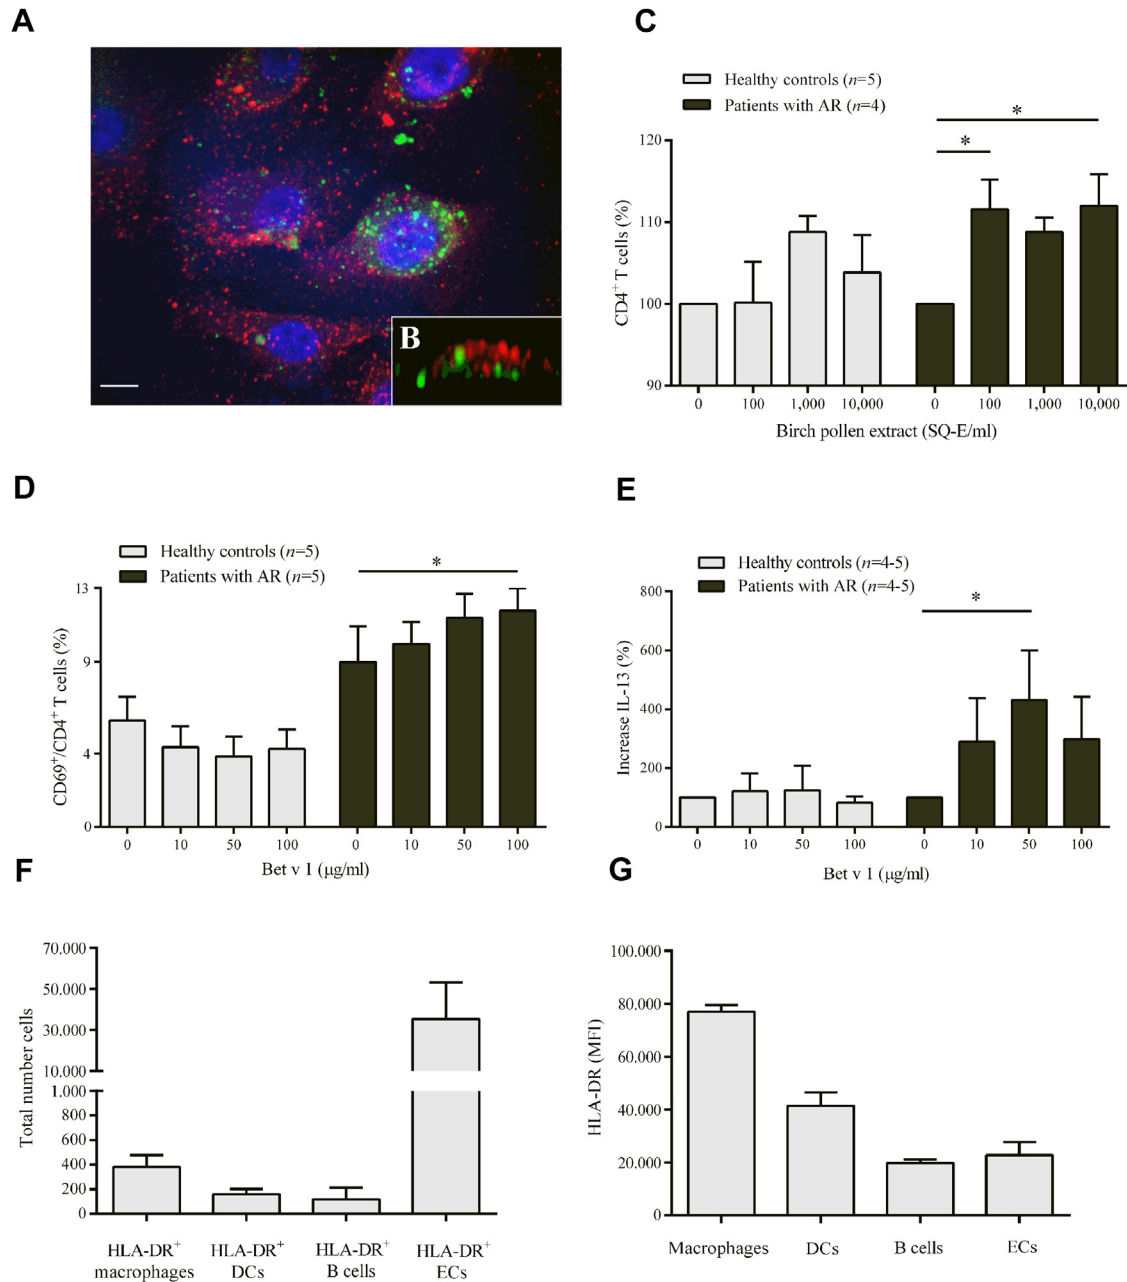 A
B
C
Healthy controls (n=5)
Patients with AR (n=4)
*
*
120
110
100
90
CD4+ T cells (%)
0 100 1,000 10,000 0 100 1,000 10,000
Birch pollen extract (SQ-E/ml)
D
Healthy controls (n=5)
Patients with AR (n=5)
*
13
9
4
0
CD69+/CD4+ T cells (%)
0 10 50 100 0 10 50 100
Bet v 1 (µg/ml)
E
Healthy controls (n=4-5)
Patients with AR (n=4-5)
*
800
600
400
200
0
Increase IL-13 (%)
0 10 50 100 0 10 50 100
Bet v 1 (µg/ml)
F
70.000
50.000
30.000
10.000
1.000
800
600
400
200
0
Total number cells
HLA-DR+ macrophages
HLA-DR+ DCs
HLA-DR+ B cells
HLA-DR+ ECs
G
100.000
80.000
60.000
40.000
20.000
0
HLA-DR (MFI)
Macrophages DCs B cells ECs